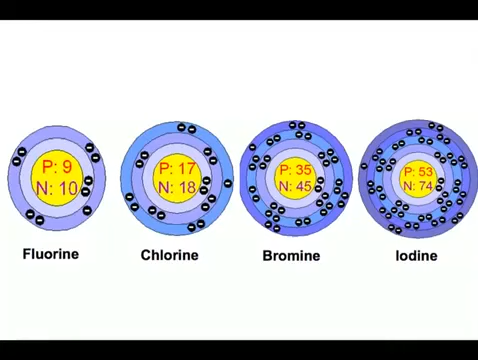 P: 9
N: 10
P: 17
N: 18
P: 35
N: 45
P: 53
N: 74
Fluorine
Chlorine
Bromine
Iodine